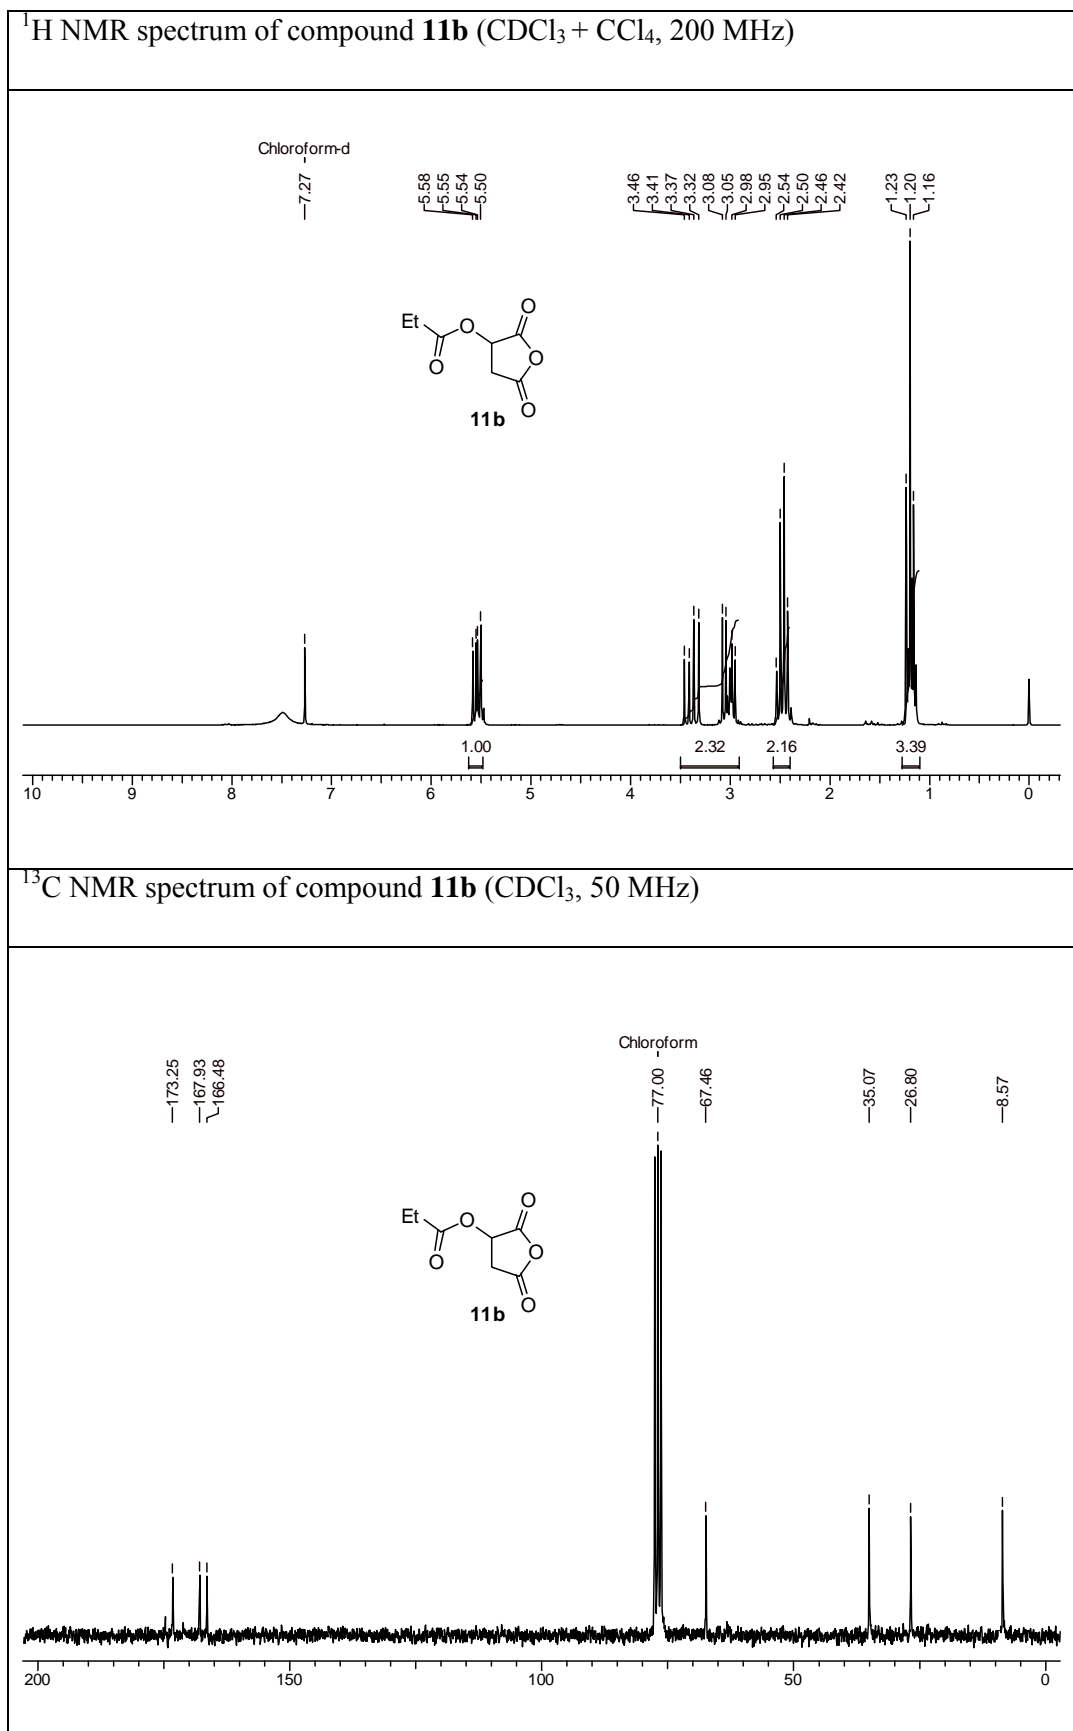 ¹H NMR spectrum of compound 11b (CDCl₃ + CCl₄, 200 MHz)
Chloroform-d
7.27
5.58
5.55
5.54
5.50
3.46
3.41
3.37
3.32
3.08
3.05
2.98
2.95
2.54
2.50
2.46
2.42
1.23
1.20
1.16
Et
O
O
O
O
O
11b
1.00
2.32
2.16
3.39
10 9 8 7 6 5 4 3 2 1 0
¹³C NMR spectrum of compound 11b (CDCl₃, 50 MHz)
Chloroform
173.25
167.93
166.48
77.00
67.46
35.07
26.80
8.57
Et
O
O
O
O
O
11b
200 150 100 50 0